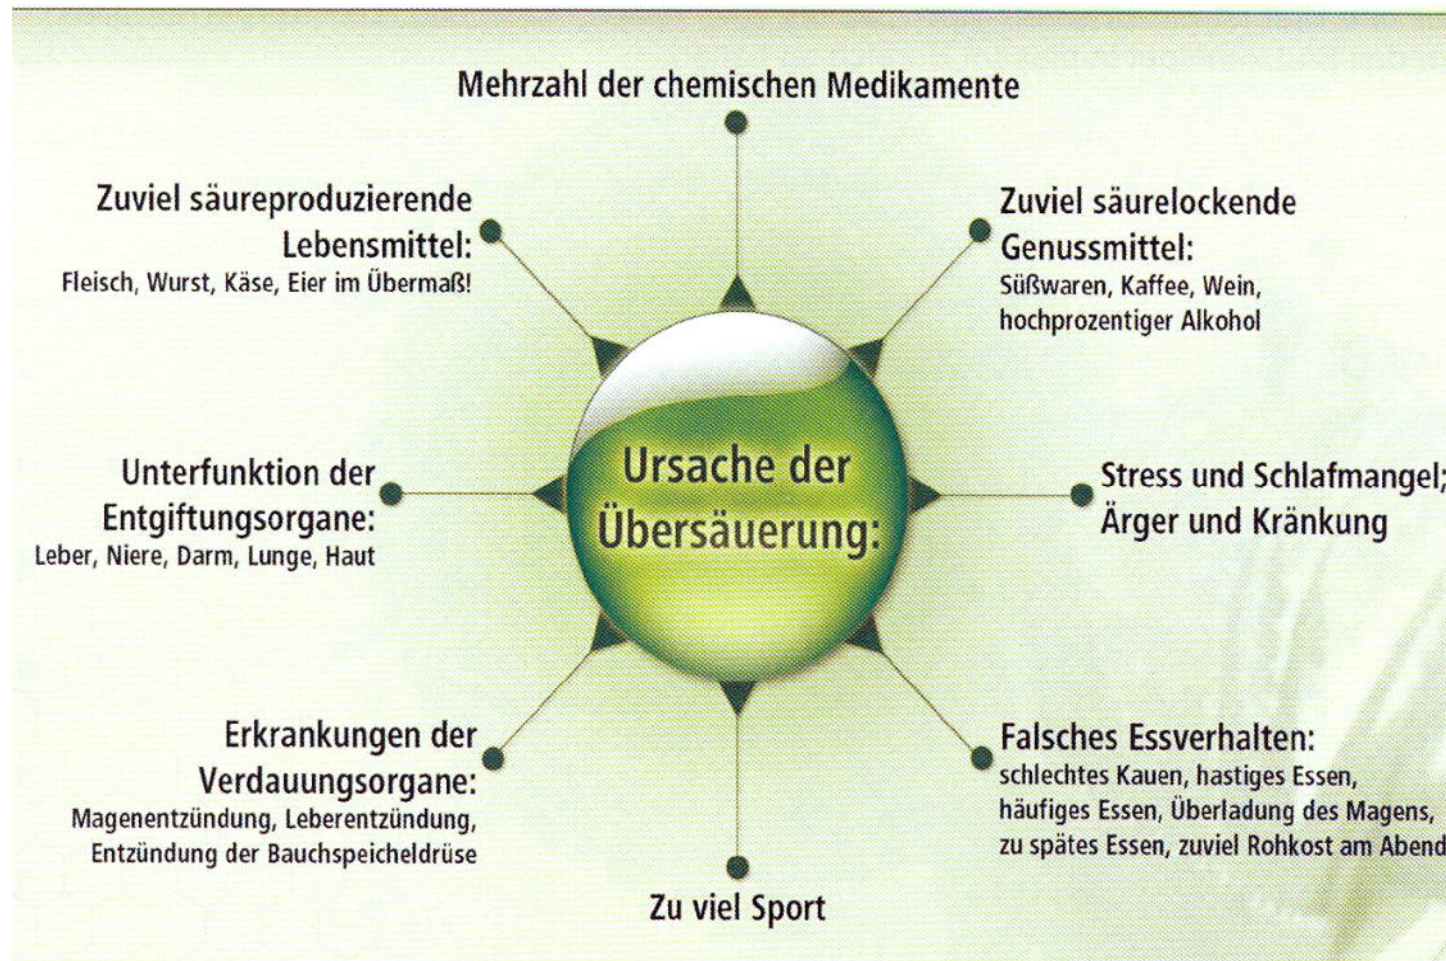 Mehrzahl der chemischen Medikamente
Zuviel säureproduzierende
Lebensmittel:
Fleisch, Wurst, Käse, Eier im Übermaß!
Zuviel säurelockende
Genussmittel:
Süßwaren, Kaffee, Wein,
hochprozentiger Alkohol
Ursache der
Übersäuerung:
Unterfunktion der
Entgiftungsorgane:
Leber, Niere, Darm, Lunge, Haut
Stress und Schlafmangel;
Ärger und Kränkung
Erkrankungen der
Verdauungsorgane:
Magenentzündung, Leberentzündung,
Entzündung der Bauchspeicheldrüse
Falsches Essverhalten:
schlechtes Kauen, hastiges Essen,
häufiges Essen, Überladung des Magens,
zu spätes Essen, zuviel Rohkost am Abend
Zu viel Sport